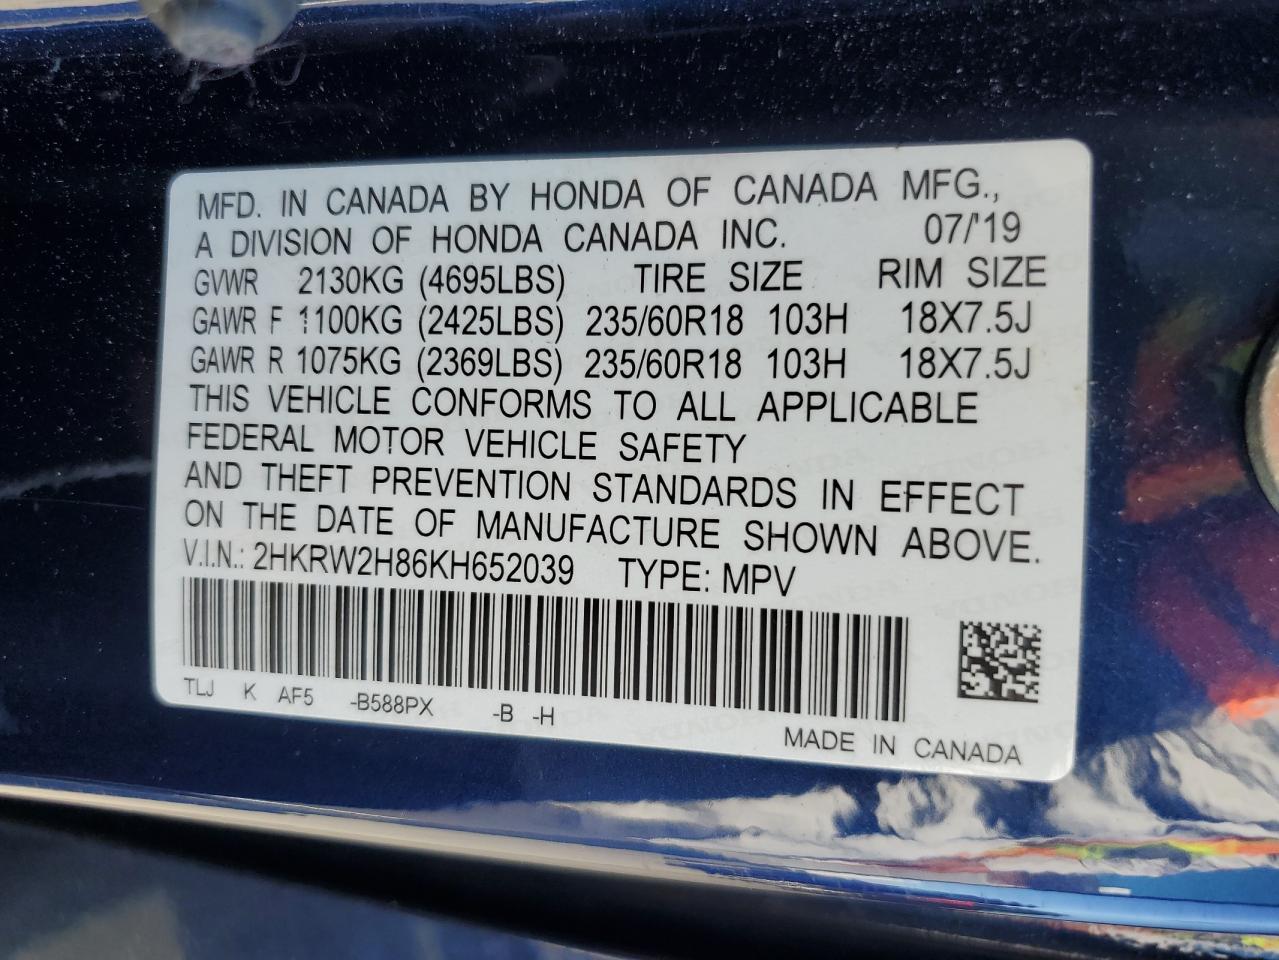 MFD. IN CANADA BY HONDA OF CANADA MFG.,
A DIVISION OF HONDA CANADA INC. 07/'19
GVWR 2130KG (4695LBS) TIRE SIZE RIM SIZE
GAWR F 1100KG (2425LBS) 235/60R18 103H 18X7.5J
GAWR R 1075KG (2369LBS) 235/60R18 103H 18X7.5J
THIS VEHICLE CONFORMS TO ALL APPLICABLE
FEDERAL MOTOR VEHICLE SAFETY
AND THEFT PREVENTION STANDARDS IN EFFECT
ON THE DATE OF MANUFACTURE SHOWN ABOVE.
V.I.N.: 2HKRW2H86KH652039 TYPE: MPV
TLJ K AF5 -B588PX -B -H
MADE IN CANADA